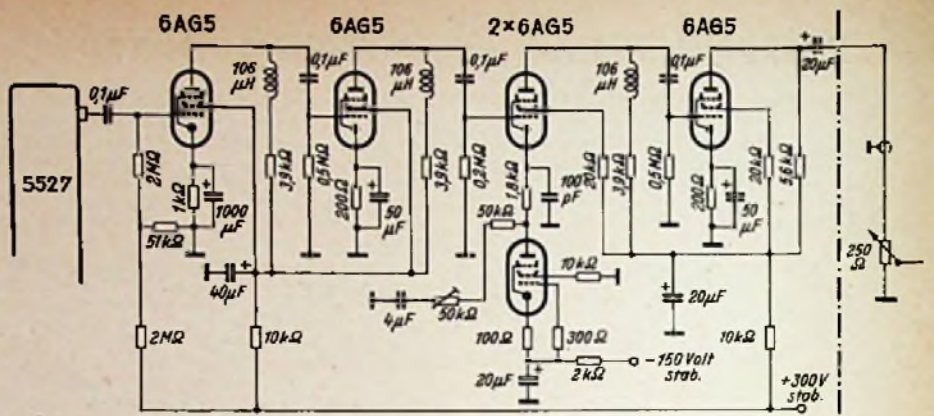 6AG5 6AG5 2×6AG5 6AG5
0,1µF 106 µH 0,1µF 106 µH 0,1µF 106 µH 0,1µF 20µF
5527
2MΩ 1kΩ 1000 µF 3,9kΩ 0,5MΩ 200Ω 50 µF 3,9kΩ 0,2MΩ 1,8kΩ 100 pF 20kΩ 3,9kΩ 0,5MΩ 200Ω 50 µF 20kΩ 5,6kΩ
51kΩ 50kΩ
250 Ω
40µF 4µF 50kΩ 10kΩ 20µF
2MΩ 10kΩ 100Ω 300Ω 10kΩ
20µF 2kΩ -150 Volt stab.
+300V stab.